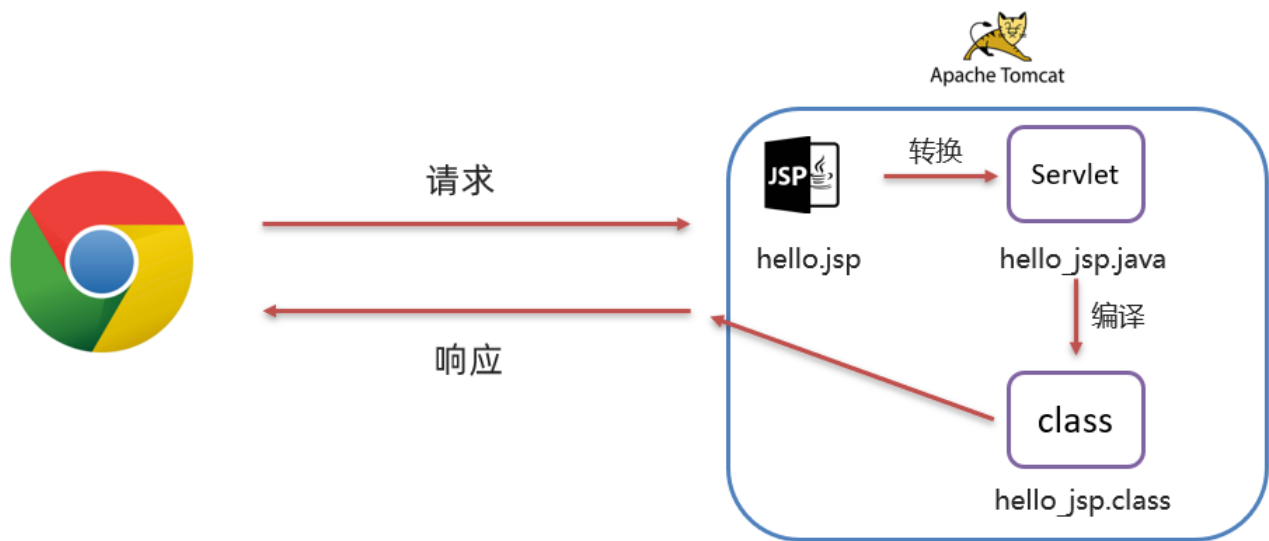 Apache Tomcat
请求
响应
JSP
hello.jsp
转换
Servlet
hello_jsp.java
编译
class
hello_jsp.class